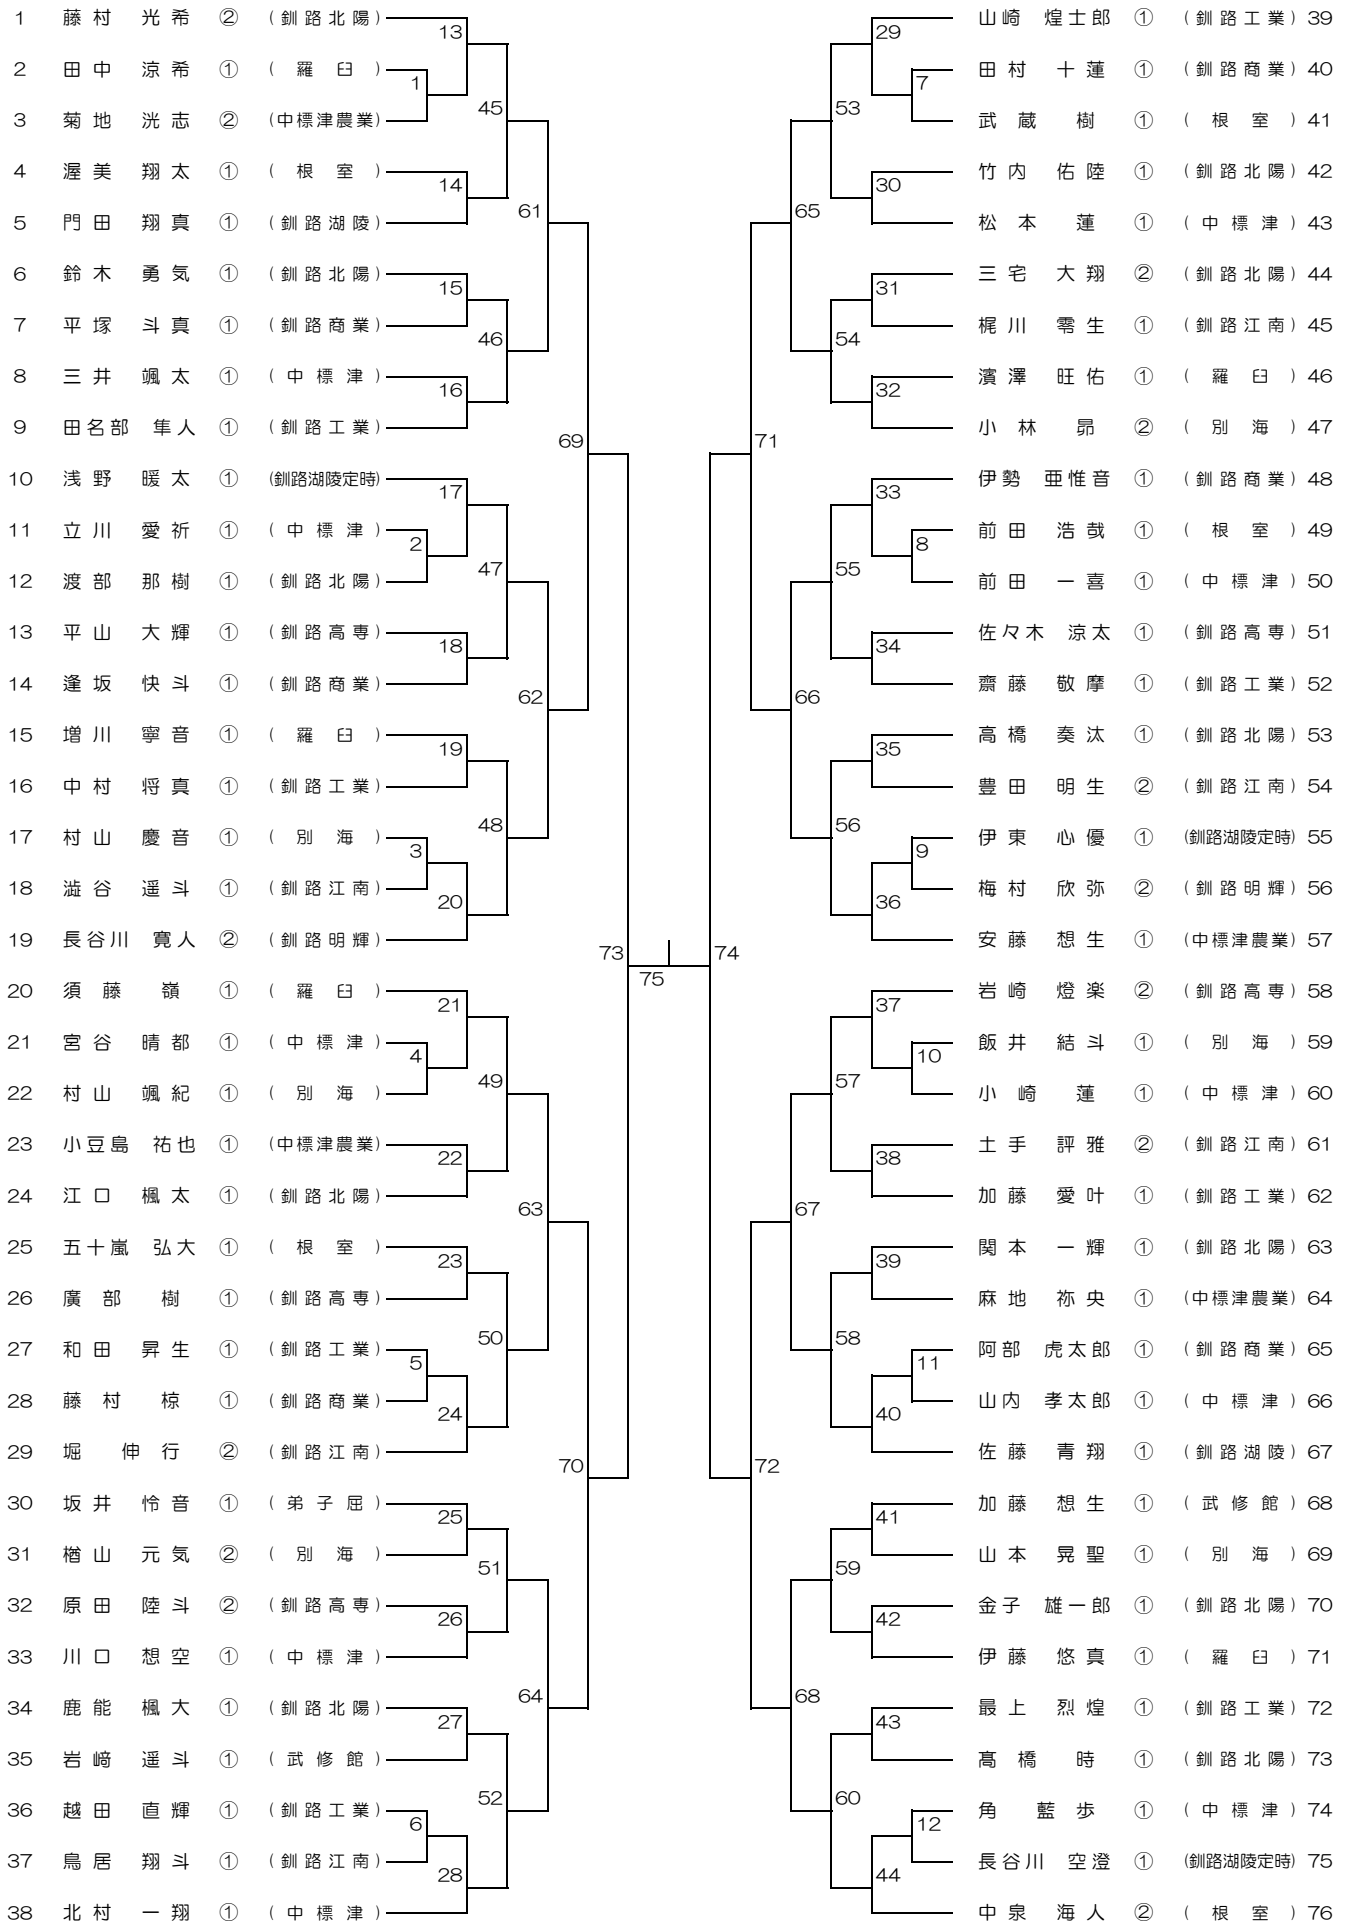 1 藤村 光希 ② (釧路北陽) 山崎 煌士郎 ① (釧路工業) 39
13 29
2 田中 涼希 ① (羅臼) 田村 十蓮 ① (釧路商業) 40
1 7
45 53
3 菊地 洸志 ② (中標津農業) 武蔵 樹 ① (根室) 41
4 渥美 翔太 ① (根室) 竹内 佑陸 ① (釧路北陽) 42
14 30
61 65
5 門田 翔真 ① (釧路湖陵) 松本 蓮 ① (中標津) 43
6 鈴木 勇気 ① (釧路北陽) 三宅 大翔 ② (釧路北陽) 44
15 31
7 平塚 斗真 ① (釧路商業) 梶川 零生 ① (釧路江南) 45
46 54
8 三井 颯太 ① (中標津) 濱澤 旺佑 ① (羅臼) 46
16 32
9 田名部 隼人 ① (釧路工業) 小林 昴 ② (別海) 47
69 71
10 浅野 暖太 ① (釧路湖陵定時) 伊勢 亜惟音 ① (釧路商業) 48
17 33
11 立川 愛祈 ① (中標津) 前田 浩哉 ① (根室) 49
2 8
47 55
12 渡部 那樹 ① (釧路北陽) 前田 一喜 ① (中標津) 50
13 平山 大輝 ① (釧路高専) 佐々木 涼太 ① (釧路高専) 51
18 34
14 逢坂 快斗 ① (釧路商業) 齋藤 敬摩 ① (釧路工業) 52
62 66
15 増川 寧音 ① (羅臼) 高橋 奏汰 ① (釧路北陽) 53
19 35
16 中村 将真 ① (釧路工業) 豊田 明生 ② (釧路江南) 54
48 56
17 村山 慶音 ① (別海) 伊東 心優 ① (釧路湖陵定時) 55
3 9
18 澁谷 遥斗 ① (釧路江南) 梅村 欣弥 ② (釧路明輝) 56
20 36
19 長谷川 寛人 ② (釧路明輝) 安藤 想生 ① (中標津農業) 57
73 74
75
20 須藤 嶺 ① (羅臼) 岩崎 燈楽 ② (釧路高専) 58
21 37
21 宮谷 晴都 ① (中標津) 飯井 結斗 ① (別海) 59
4 10
49 57
22 村山 颯紀 ① (別海) 小崎 蓮 ① (中標津) 60
23 小豆島 祐也 ① (中標津農業) 土手 評雅 ② (釧路江南) 61
22 38
24 江口 楓太 ① (釧路北陽) 加藤 愛叶 ① (釧路工業) 62
63 67
25 五十嵐 弘大 ① (根室) 関本 一輝 ① (釧路北陽) 63
23 39
26 廣部 樹 ① (釧路高専) 麻地 祢央 ① (中標津農業) 64
50 58
27 和田 昇生 ① (釧路工業) 阿部 虎太郎 ① (釧路商業) 65
5 11
28 藤村 椋 ① (釧路商業) 山内 孝太郎 ① (中標津) 66
24 40
29 堀 伸行 ② (釧路江南) 佐藤 青翔 ① (釧路湖陵) 67
70 72
30 坂井 怜音 ① (弟子屈) 加藤 想生 ① (武修館) 68
25 41
31 楢山 元気 ② (別海) 山本 晃聖 ① (別海) 69
51 59
32 原田 陸斗 ② (釧路高専) 金子 雄一郎 ① (釧路北陽) 70
26 42
33 川口 想空 ① (中標津) 伊藤 悠真 ① (羅臼) 71
64 68
34 鹿能 楓大 ① (釧路北陽) 最上 烈煌 ① (釧路工業) 72
27 43
35 岩﨑 遥斗 ① (武修館) 髙橋 時 ① (釧路北陽) 73
52 60
36 越田 直輝 ① (釧路工業) 角 藍歩 ① (中標津) 74
6 12
37 鳥居 翔斗 ① (釧路江南) 長谷川 空澄 ① (釧路湖陵定時) 75
28 44
38 北村 一翔 ① (中標津) 中泉 海人 ② (根室) 76